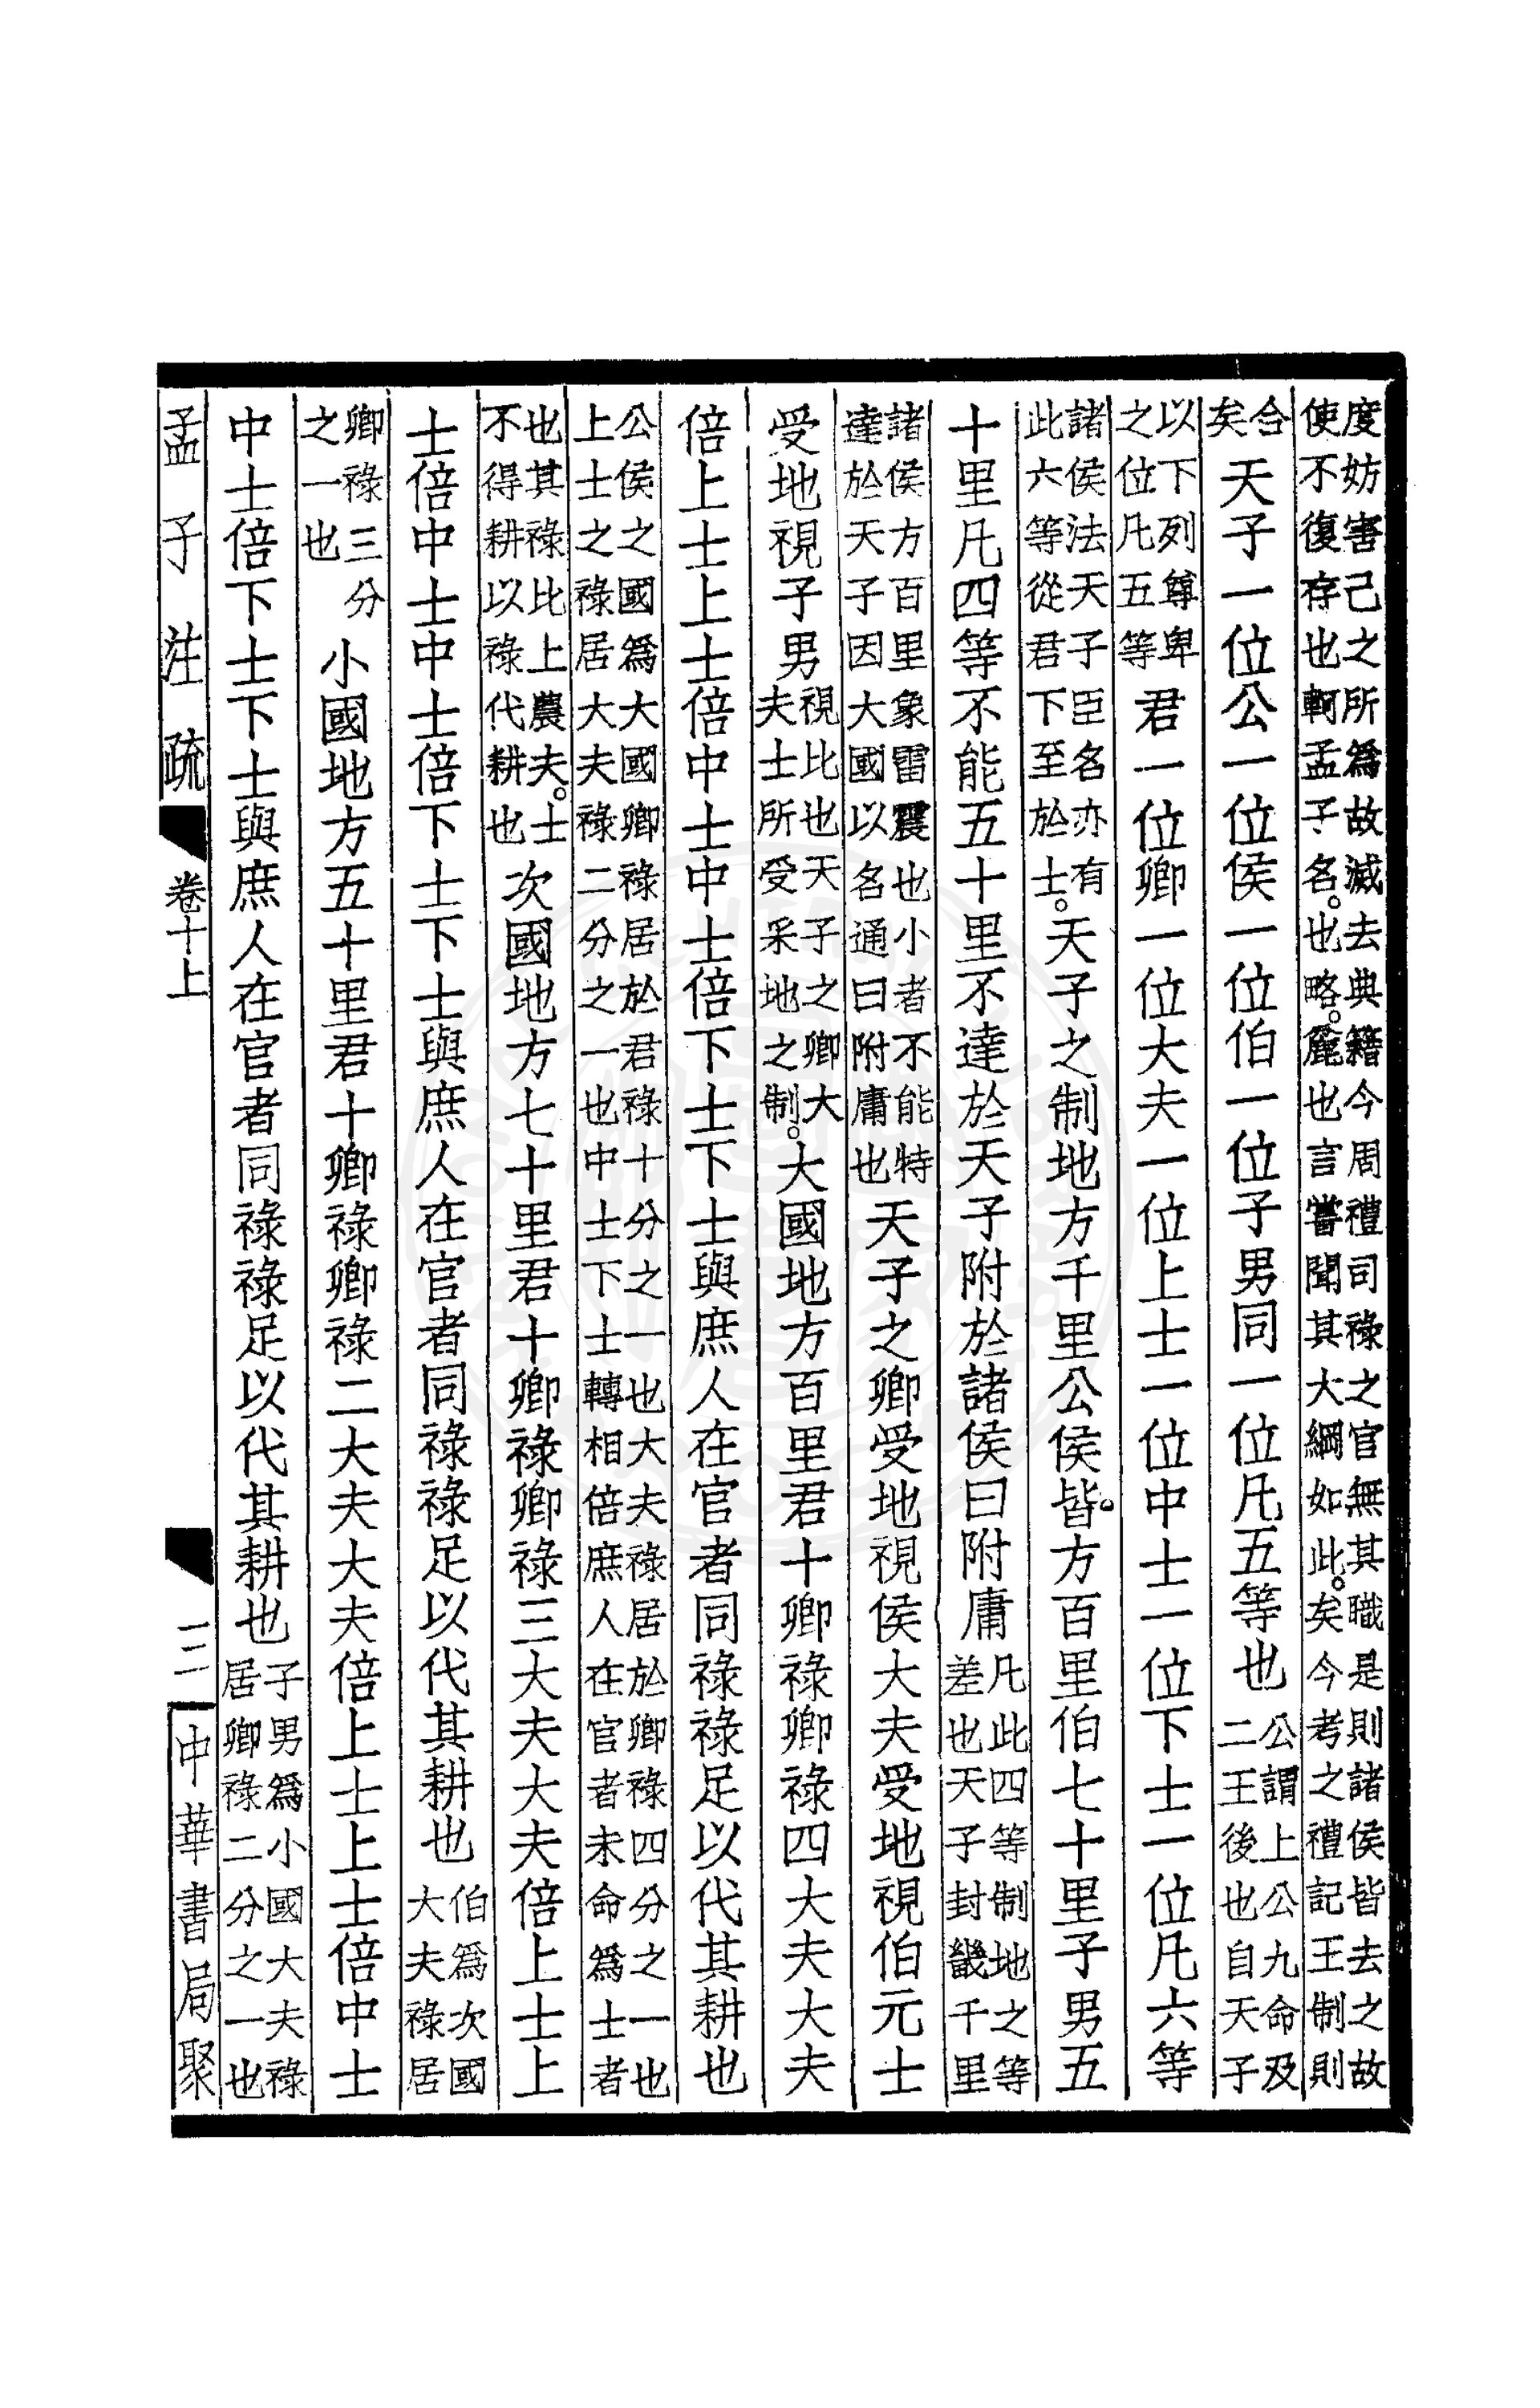 度妨害己之所爲故滅去典籍今周禮司祿之官無其職是則諸侯皆去之故
使不復存也軻孟子名。也略。麤也言嘗聞其大綱如此。矣今考之禮記王制則
合
矣
天子一位公一位侯一位伯一位子男同一位凡五等也
公謂上公九命及
二王後也自天子
以下列尊卑
之位凡五等
君一位卿一位大夫一位上士一位中士一位下士一位凡六等
諸侯法天子臣名亦有
此六等從君下至於士。
天子之制地方千里公侯皆。方百里伯七十里子男五
十里凡四等不能五十里不達於天子附於諸侯曰附庸
凡此四等制地之等
差也天子封畿千里
諸侯方百里象雷震也小者不能特
達於天子因大國以名通曰附庸也
天子之卿受地視侯大夫受地視伯元士
受地視子男
視比也天子之卿大
夫士所受采地之制。
大國地方百里君十卿祿卿祿四大夫大夫
倍上士上士倍中士中士倍下士下士與庶人在官者同祿祿足以代其耕也
公侯之國爲大國卿祿居於君祿十分之一也大夫祿居於卿祿四分之一也
上士之祿居大夫祿二分之一也中士下士轉相倍庶人在官者未命爲士者
也其祿比上農夫。士
不得耕以祿代耕也
次國地方七十里君十卿祿卿祿三大夫大夫倍上士上
士倍中士中士倍下士下士與庶人在官者同祿祿足以代其耕也
伯爲次國
大夫祿居
卿祿三分
之一也
小國地方五十里君十卿祿卿祿二大夫大夫倍上士上士倍中士
中士倍下士下士與庶人在官者同祿祿足以代其耕也
子男爲小國大夫祿
居卿祿二分之一也
孟子注疏 卷十上 三 中華書局聚